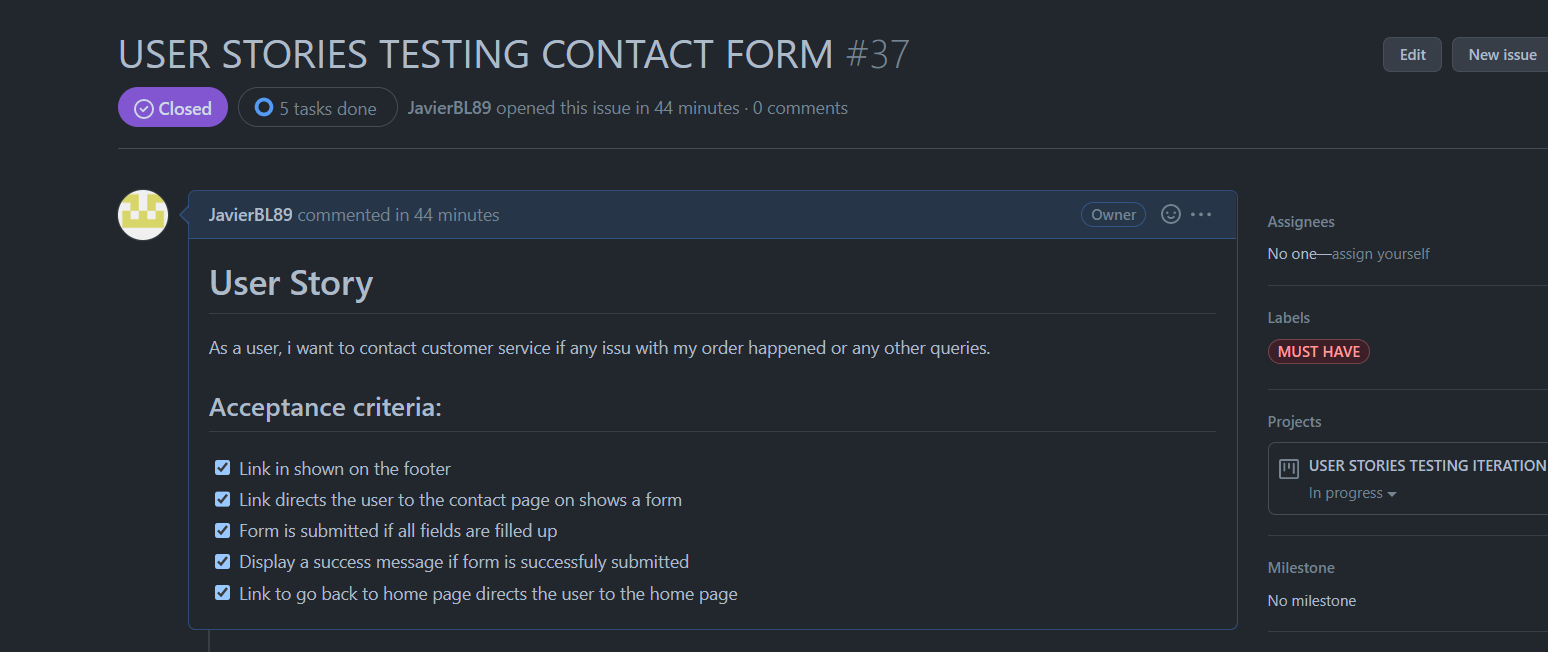 USER STORIES TESTING CONTACT FORM #37
Edit
New issue
Closed
5 tasks done
JavierBL89 opened this issue in 44 minutes · 0 comments
JavierBL89 commented in 44 minutes
Owner
User Story
As a user, i want to contact customer service if any issu with my order happened or any other queries.
Acceptance criteria:
Link in shown on the footer
Link directs the user to the contact page on shows a form
Form is submitted if all fields are filled up
Display a success message if form is successfuly submitted
Link to go back to home page directs the user to the home page
Assignees
No one—assign yourself
Labels
MUST HAVE
Projects
USER STORIES TESTING ITERATION
In progress
Milestone
No milestone